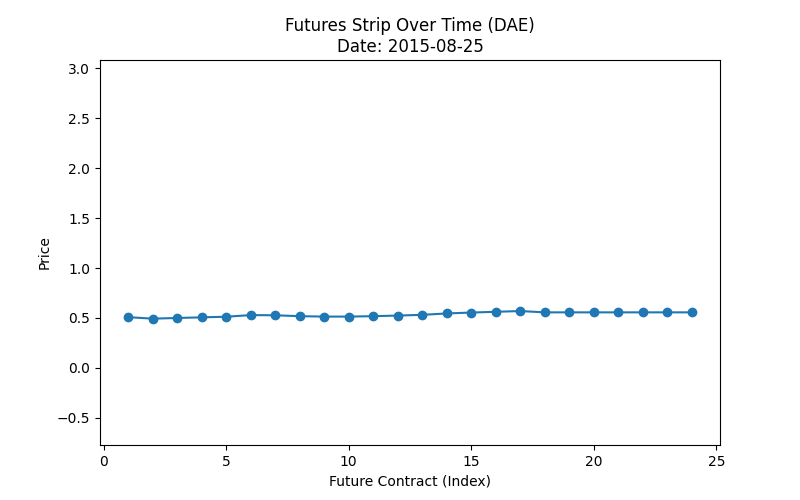 Futures Strip Over Time (DAE)
Date: 2015-08-25
Price
3.0
2.5
2.0
1.5
1.0
0.5
0.0
−0.5
0 5 10 15 20 25
Future Contract (Index)